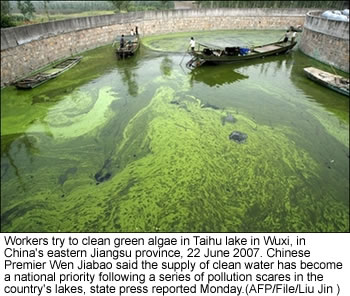 Workers try to clean green algae in Taihu lake in Wuxi, in
China's eastern Jiangsu province, 22 June 2007. Chinese
Premier Wen Jiabao said the supply of clean water has become
a national priority following a series of pollution scares in the
country's lakes, state press reported Monday.(AFP/File/Liu Jin )